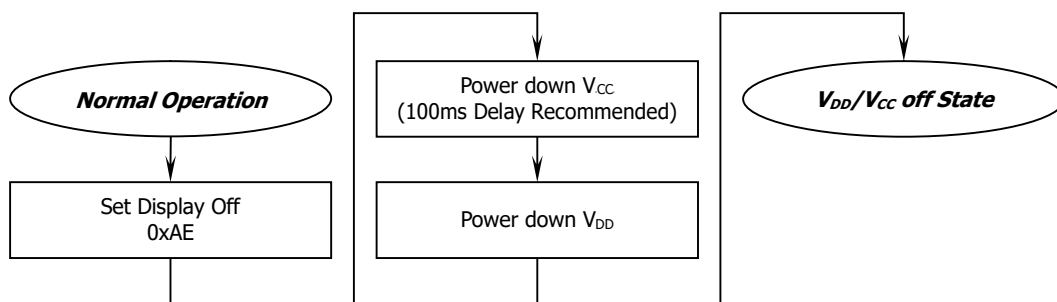 Normal Operation
Set Display Off
0xAE
Power down VCC
(100ms Delay Recommended)
Power down VDD
VDD/VCC off State